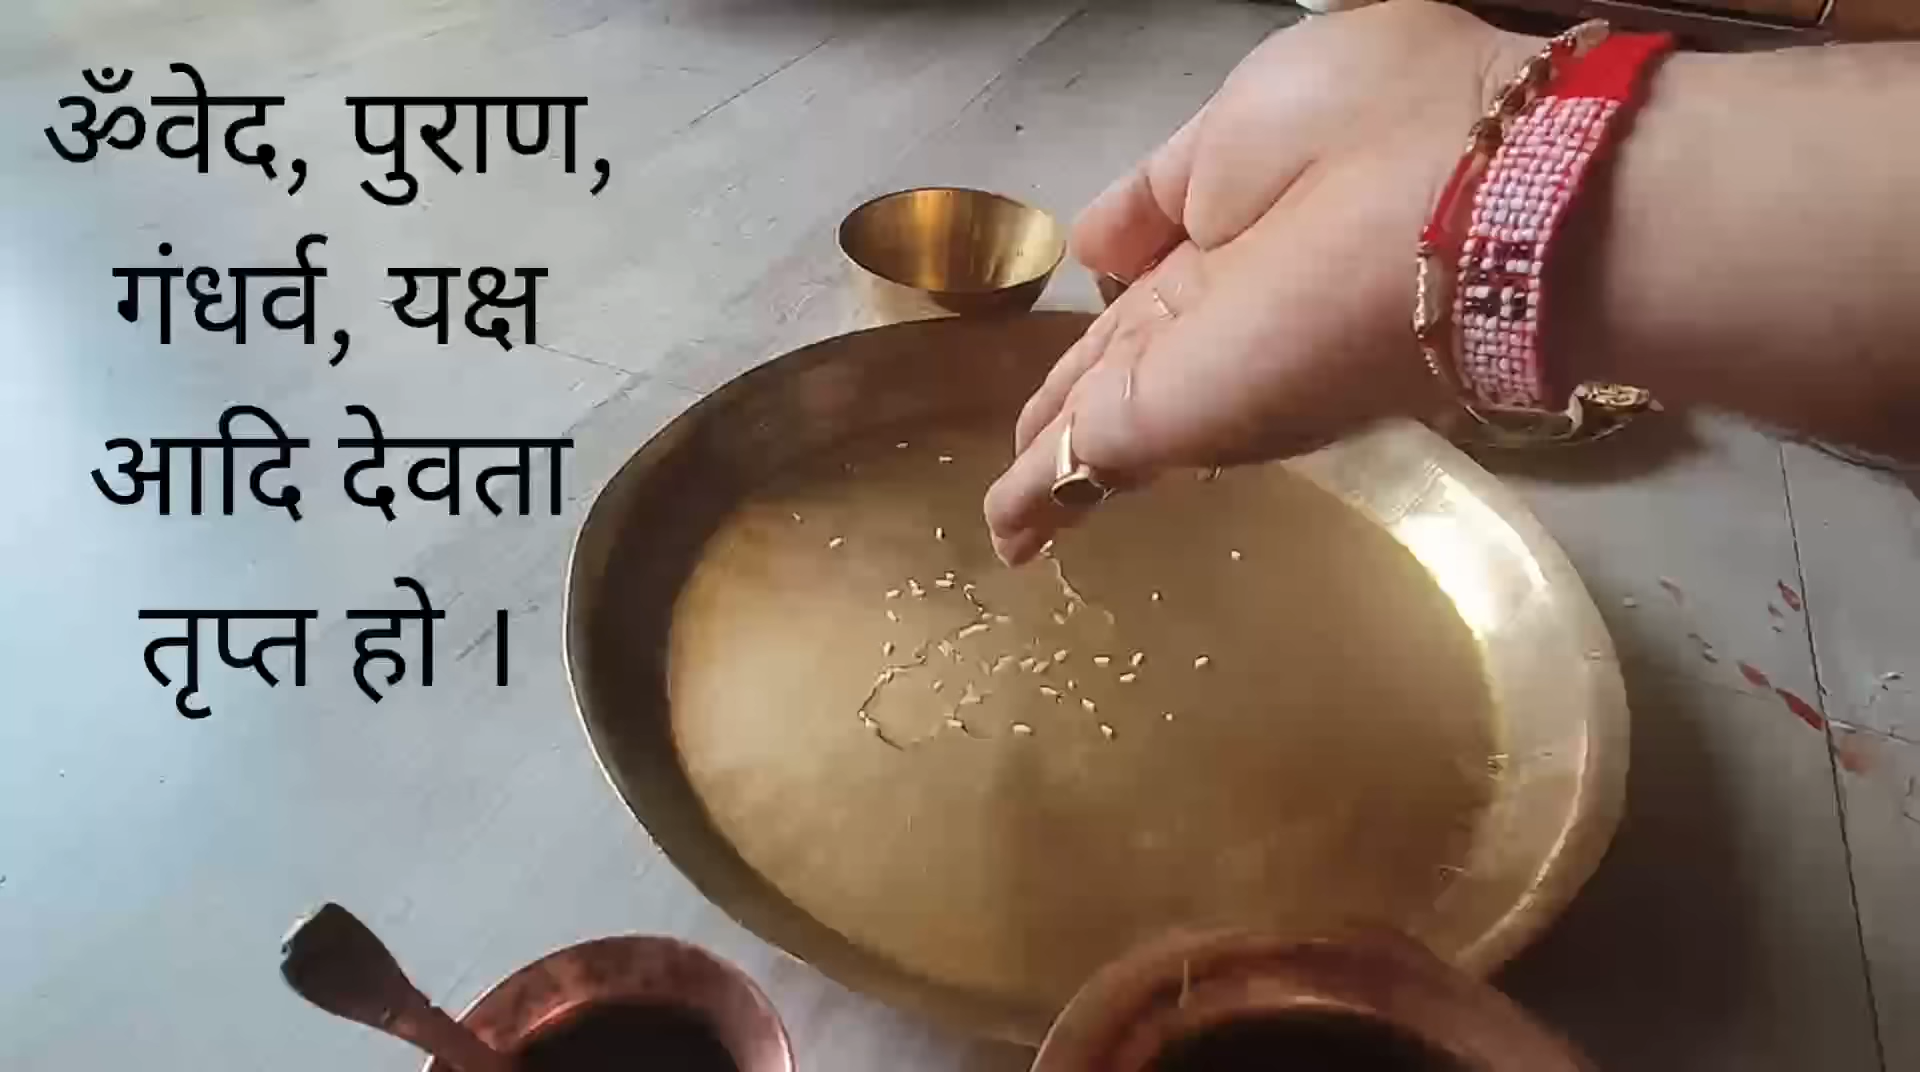 ॐवेद, पुराण,
गंधर्व, यक्ष
आदि देवता
तृप्त हो ।